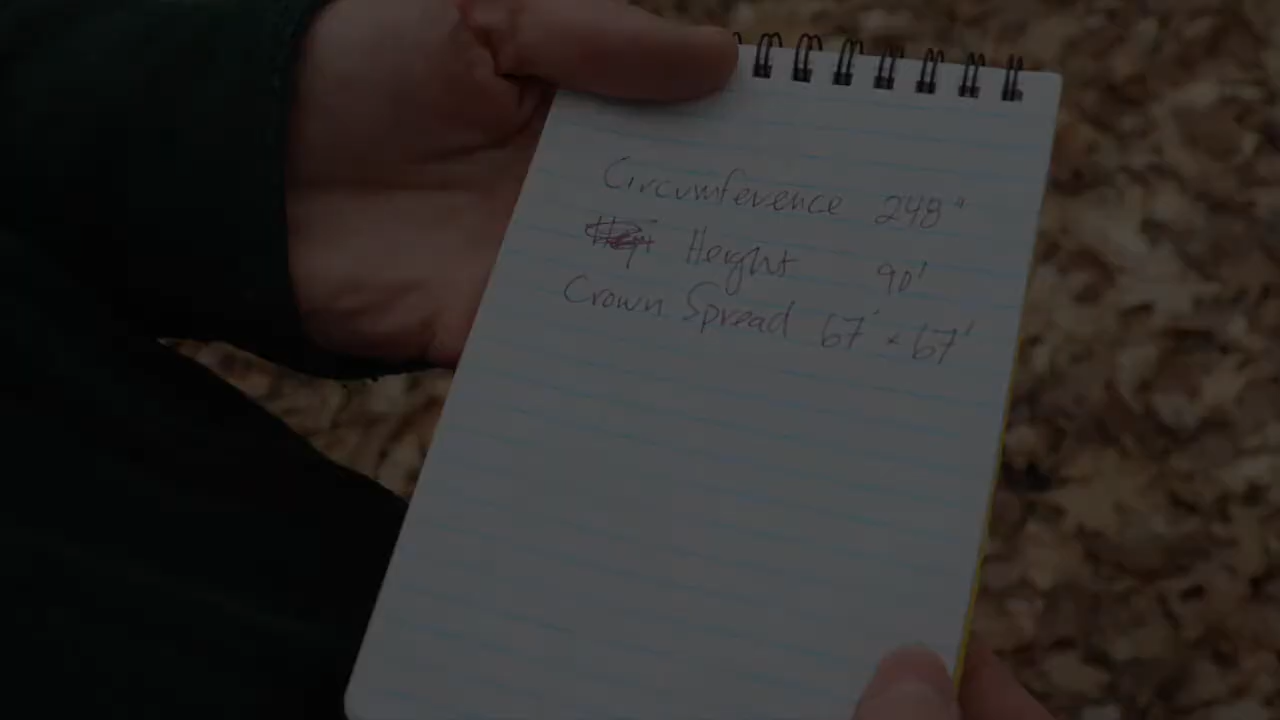 Circumference 248"
Height 90'
Crown Spread 67' × 67'